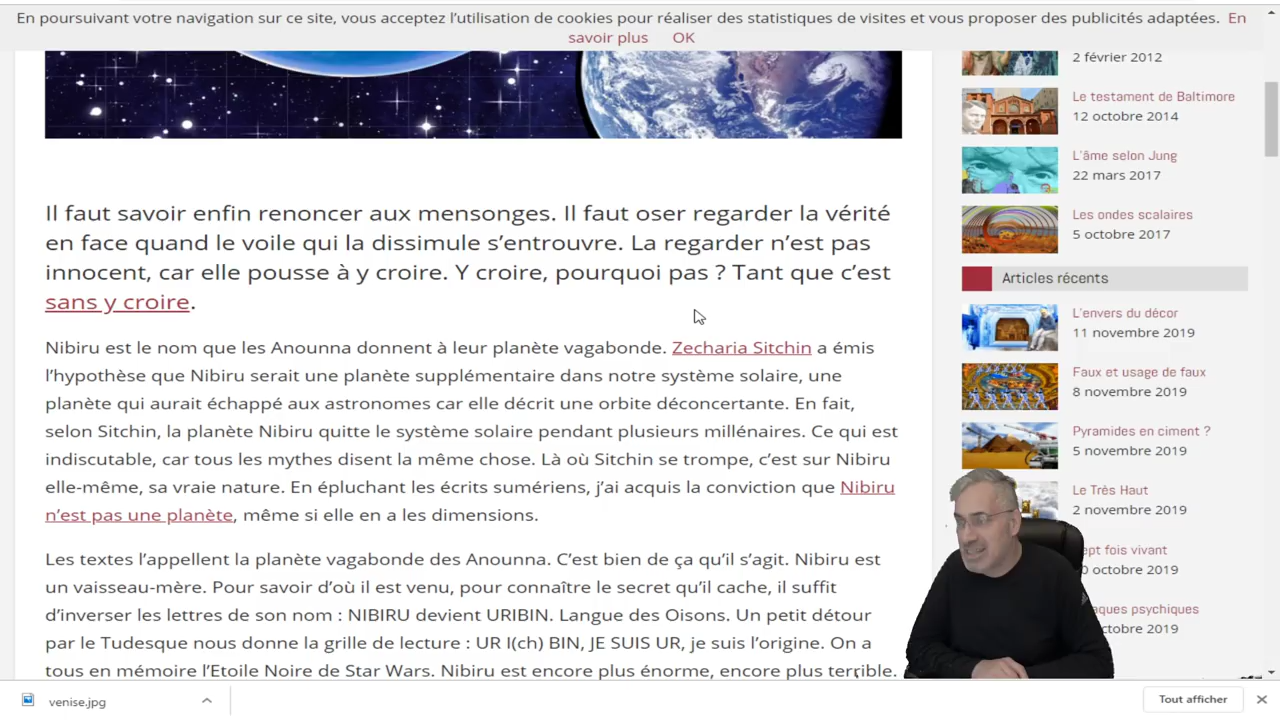 En poursuivant votre navigation sur ce site, vous acceptez l'utilisation de cookies pour réaliser des statistiques de visites et vous proposer des publicités adaptées. En
savoir plus OK
Il faut savoir enfin renoncer aux mensonges. Il faut oser regarder la vérité
en face quand le voile qui la dissimule s'entrouvre. La regarder n'est pas
innocent, car elle pousse à y croire. Y croire, pourquoi pas ? Tant que c'est
sans y croire.
Nibiru est le nom que les Anounna donnent à leur planète vagabonde. Zecharia Sitchin a émis
l'hypothèse que Nibiru serait une planète supplémentaire dans notre système solaire, une
planète qui aurait échappé aux astronomes car elle décrit une orbite déconcertante. En fait,
selon Sitchin, la planète Nibiru quitte le système solaire pendant plusieurs millénaires. Ce qui est
indiscutable, car tous les mythes disent la même chose. Là où Sitchin se trompe, c'est sur Nibiru
elle-même, sa vraie nature. En épluchant les écrits sumériens, j'ai acquis la conviction que Nibiru
n'est pas une planète, même si elle en a les dimensions.
Les textes l'appellent la planète vagabonde des Anounna. C'est bien de ça qu'il s'agit. Nibiru est
un vaisseau-mère. Pour savoir d'où il est venu, pour connaître le secret qu'il cache, il suffit
d'inverser les lettres de son nom : NIBIRU devient URIBIN. Langue des Oisons. Un petit détour
par le Tudesque nous donne la grille de lecture : UR I(ch) BIN, JE SUIS UR, je suis l'origine. On a
tous en mémoire l'Etoile Noire de Star Wars. Nibiru est encore plus énorme, encore plus terrible.
2 février 2012
Le testament de Baltimore
12 octobre 2014
L'âme selon Jung
22 mars 2017
Les ondes scalaires
5 octobre 2017
Articles récents
L'envers du décor
11 novembre 2019
Faux et usage de faux
8 novembre 2019
Pyramides en ciment ?
5 novembre 2019
Le Très Haut
2 novembre 2019
ept fois vivant
octobre 2019
aques psychiques
ctobre 2019
venise.jpg
Tout afficher